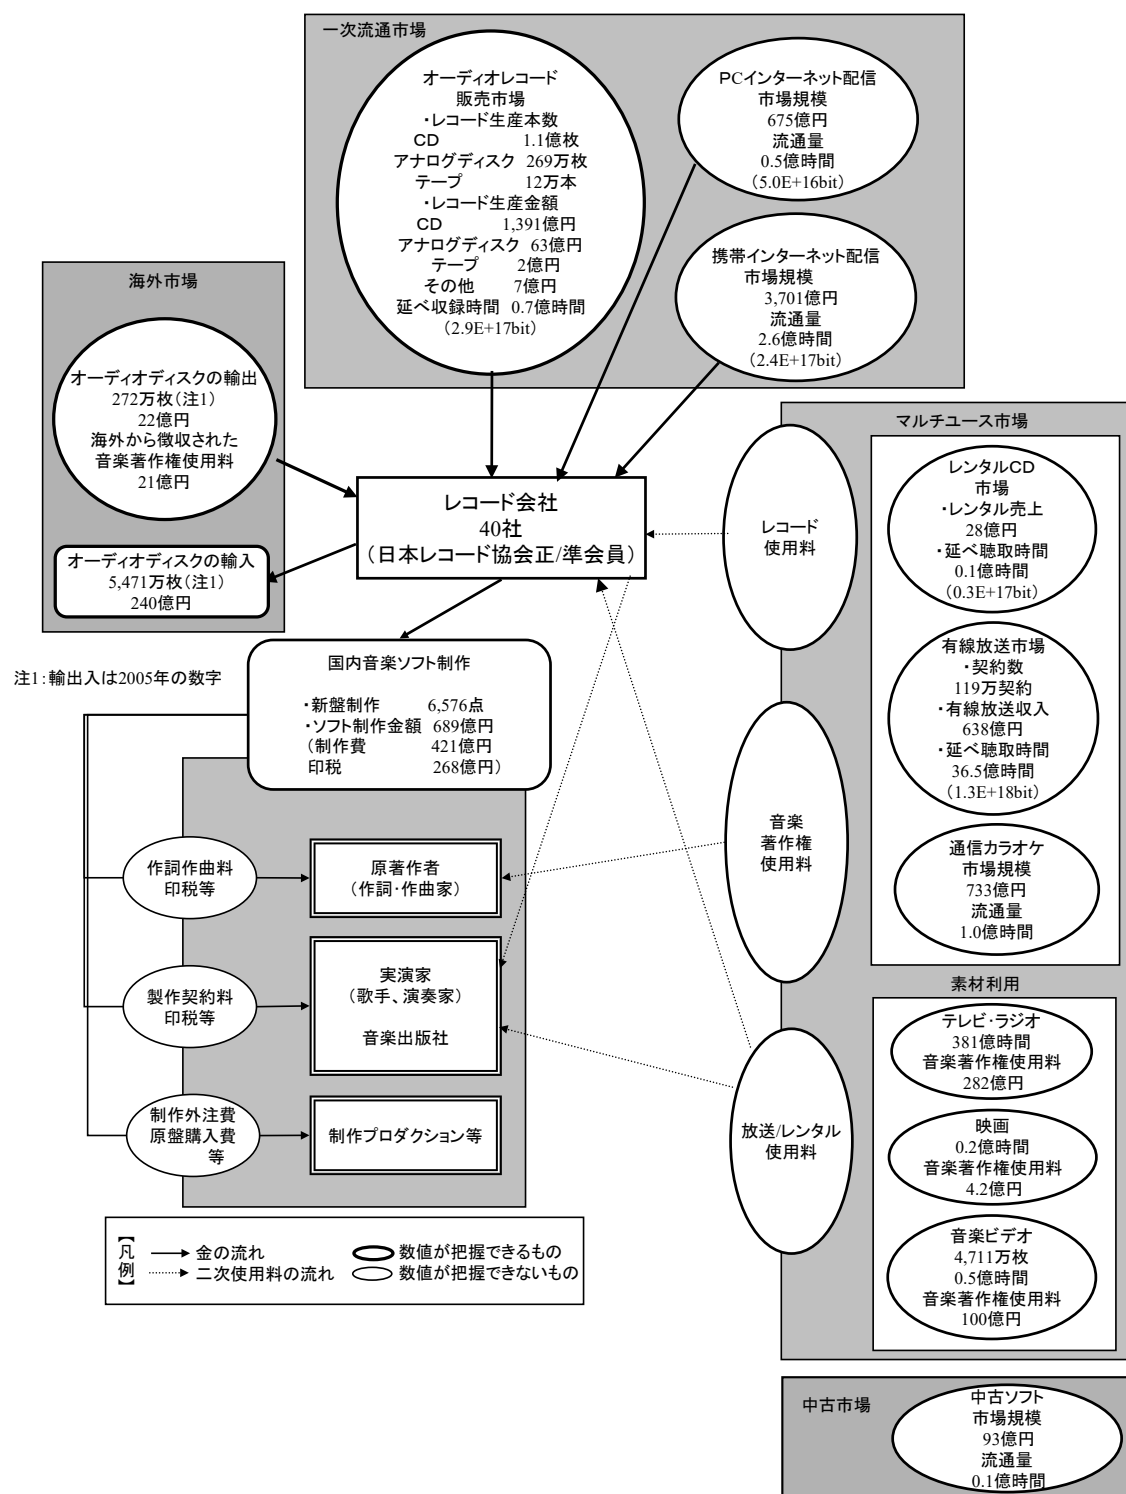 一次流通市場
オーディオレコード
販売市場
・レコード生産本数
CD 1.1億枚
アナログディスク 269万枚
テープ 12万本
・レコード生産金額
CD 1,391億円
アナログディスク 63億円
テープ 2億円
その他 7億円
延べ収録時間 0.7億時間
(2.9E+17bit)
PCインターネット配信
市場規模
675億円
流通量
0.5億時間
(5.0E+16bit)
携帯インターネット配信
市場規模
3,701億円
流通量
2.6億時間
(2.4E+17bit)
海外市場
オーディオディスクの輸出
272万枚(注1)
22億円
海外から徴収された
音楽著作権使用料
21億円
オーディオディスクの輸入
5,471万枚(注1)
240億円
レコード会社
40社
(日本レコード協会正/準会員)
注1:輸出入は2005年の数字
国内音楽ソフト制作
・新盤制作 6,576点
・ソフト制作金額 689億円
(制作費 421億円
印税 268億円)
作詞作曲料
印税等
原著作者
(作詞・作曲家)
製作契約料
印税等
実演家
(歌手、演奏家)
音楽出版社
制作外注費
原盤購入費
等
制作プロダクション等
レコード
使用料
音楽
著作権
使用料
放送/レンタル
使用料
マルチユース市場
レンタルCD
市場
・レンタル売上
28億円
・延べ聴取時間
0.1億時間
(0.3E+17bit)
有線放送市場
・契約数
119万契約
・有線放送収入
638億円
・延べ聴取時間
36.5億時間
(1.3E+18bit)
通信カラオケ
市場規模
733億円
流通量
1.0億時間
素材利用
テレビ・ラジオ
381億時間
音楽著作権使用料
282億円
映画
0.2億時間
音楽著作権使用料
4.2億円
音楽ビデオ
4,711万枚
0.5億時間
音楽著作権使用料
100億円
【凡例】
金の流れ
二次使用料の流れ
数値が把握できるもの
数値が把握できないもの
中古市場
中古ソフト
市場規模
93億円
流通量
0.1億時間